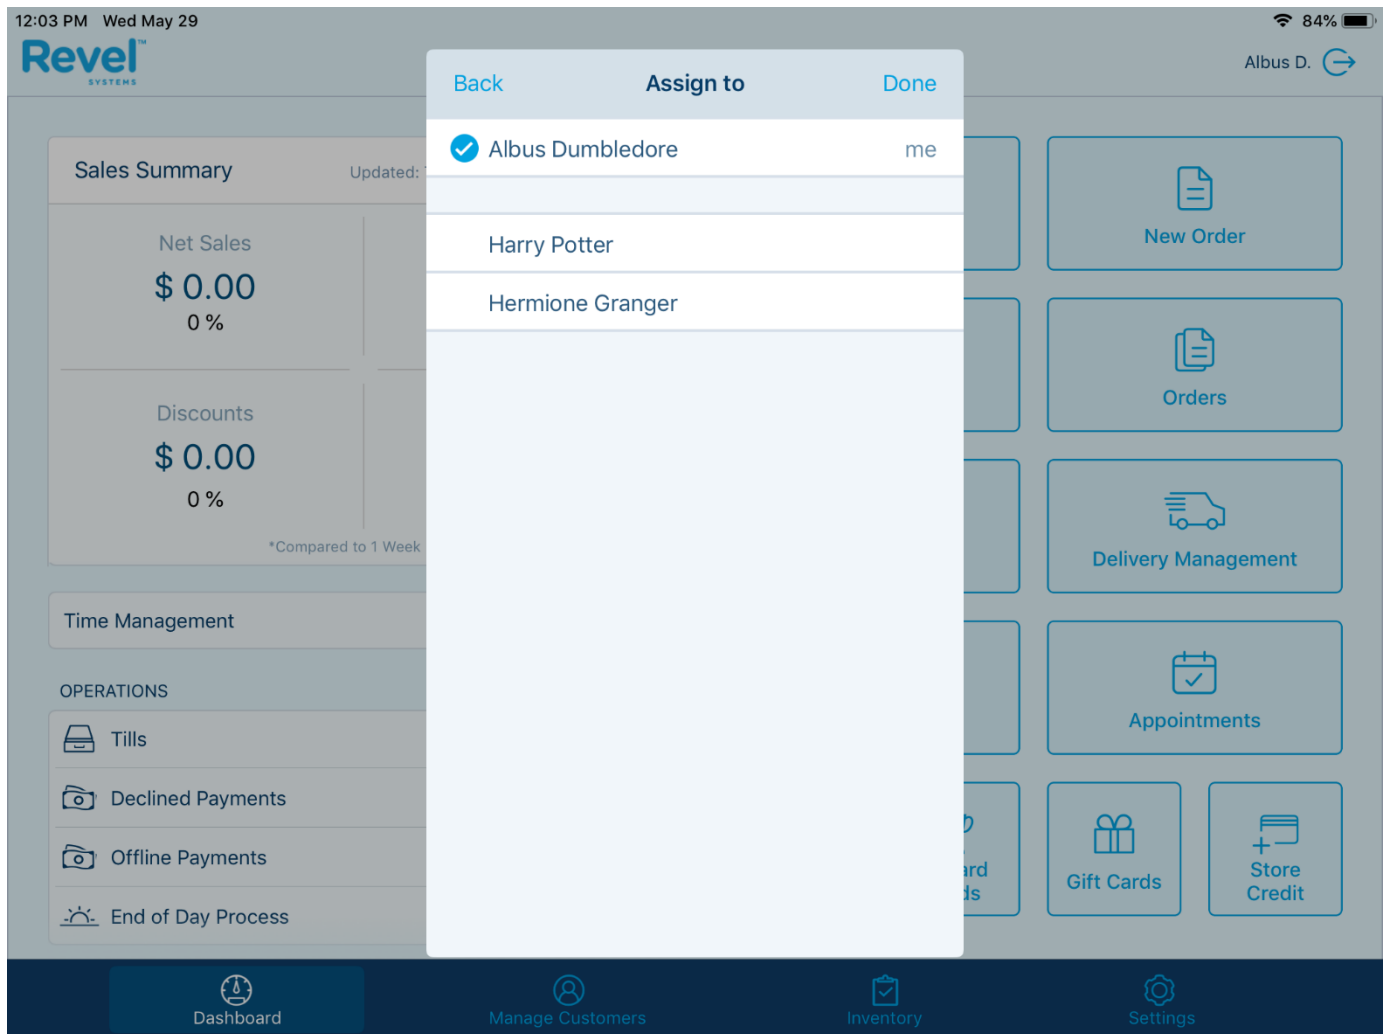 12:03 PM Wed May 29
84%
Revel™
SYSTEMS
Albus D.
Back
Assign to
Done
Albus Dumbledore
me
Harry Potter
Hermione Granger
Sales Summary
Updated:
Net Sales
$ 0.00
0 %
Discounts
$ 0.00
0 %
*Compared to 1 Week
Time Management
OPERATIONS
Tills
Declined Payments
Offline Payments
End of Day Process
New Order
Orders
Delivery Management
Appointments
Gift Cards
Store
Credit
Dashboard
Manage Customers
Inventory
Settings